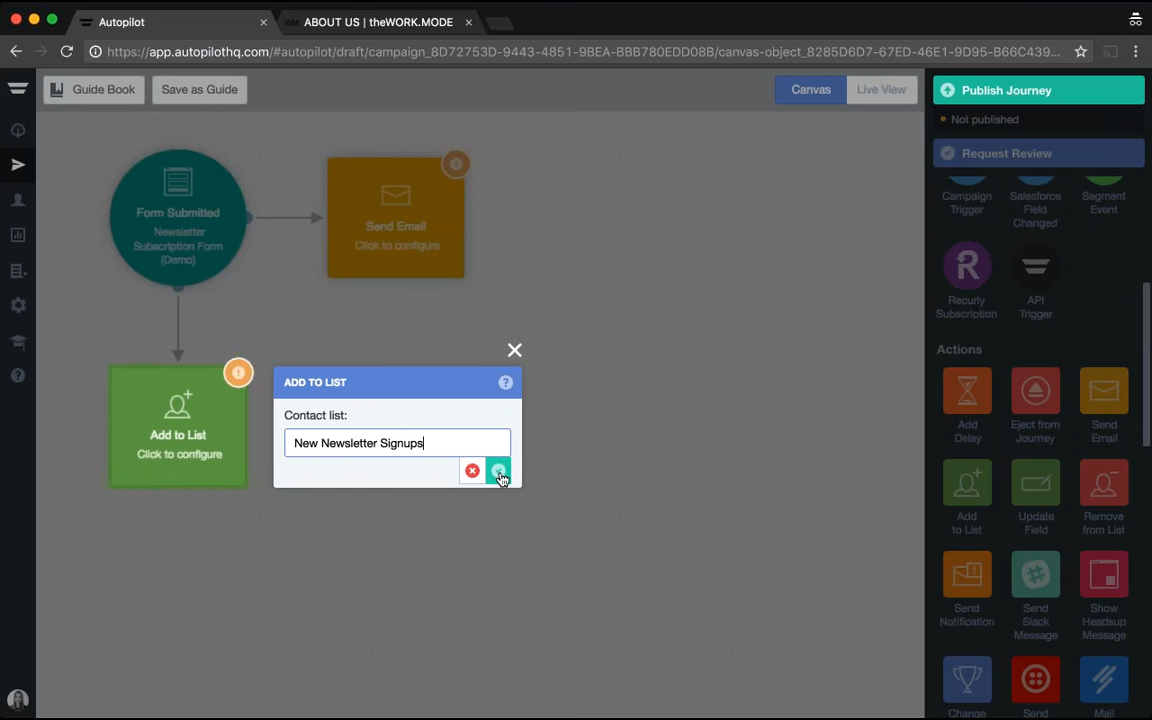 Autopilot
WM ABOUT US | theWORK.MODE
https://app.autopilothq.com/#autopilot/draft/campaign_8D72753D-9443-4851-9BEA-BBB780EDD08B/canvas-object_8285D6D7-67ED-46E1-9D95-B66C439...
Guide Book
Save as Guide
Canvas
Live View
Publish Journey
Not published
Request Review
Form Submitted
Newsletter
Subscription Form
(Demo)
Send Email
Click to configure
Add to List
Click to configure
ADD TO LIST
?
Contact list:
New Newsletter Signups
Campaign
Trigger
Salesforce
Field
Changed
Segment
Event
Recurly
Subscription
API
Trigger
Actions
Add
Delay
Eject from
Journey
Send
Email
Add
to List
Update
Field
Remove
from List
Send
Notification
Send
Slack
Message
Show
Headsup
Message
Change
Send
Mail